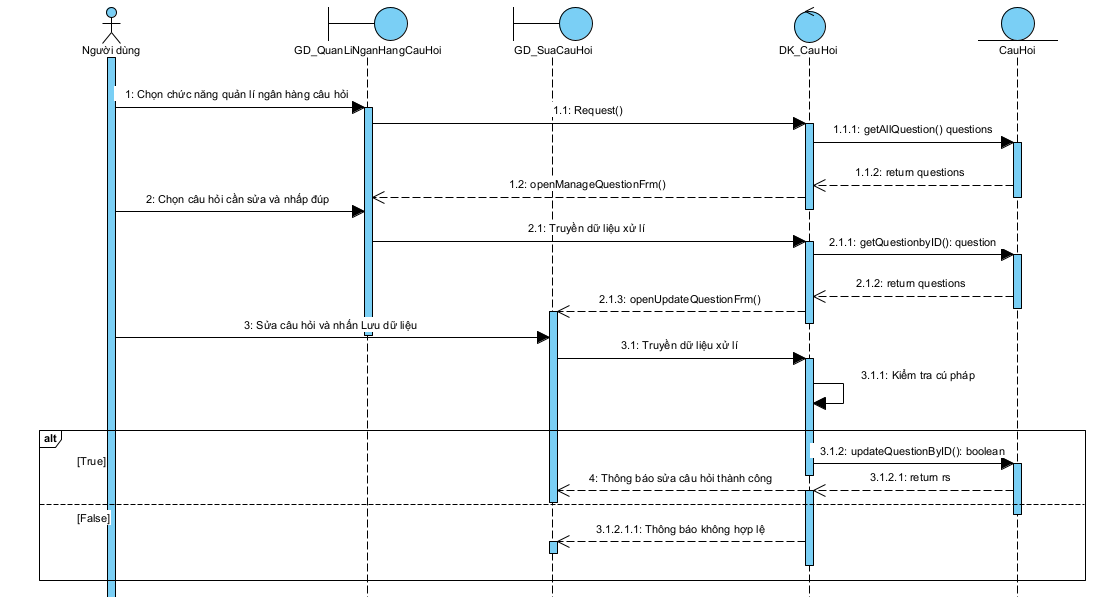 Người dùng
GD_QuanLiNganHangCauHoi
GD_SuaCauHoi
DK_CauHoi
CauHoi
1: Chọn chức năng quản lí ngân hàng câu hỏi
1.1: Request()
1.1.1: getAllQuestion() questions
1.1.2: return questions
1.2: openManageQuestionFrm()
2: Chọn câu hỏi cần sửa và nhấp đúp
2.1: Truyền dữ liệu xử lí
2.1.1: getQuestionbyID(): question
2.1.2: return questions
2.1.3: openUpdateQuestionFrm()
3: Sửa câu hỏi và nhấn Lưu dữ liệu
3.1: Truyền dữ liệu xử lí
3.1.1: Kiểm tra cú pháp
alt
[True]
3.1.2: updateQuestionByID(): boolean
4: Thông báo sửa câu hỏi thành công
3.1.2.1: return rs
[False]
3.1.2.1.1: Thông báo không hợp lệ